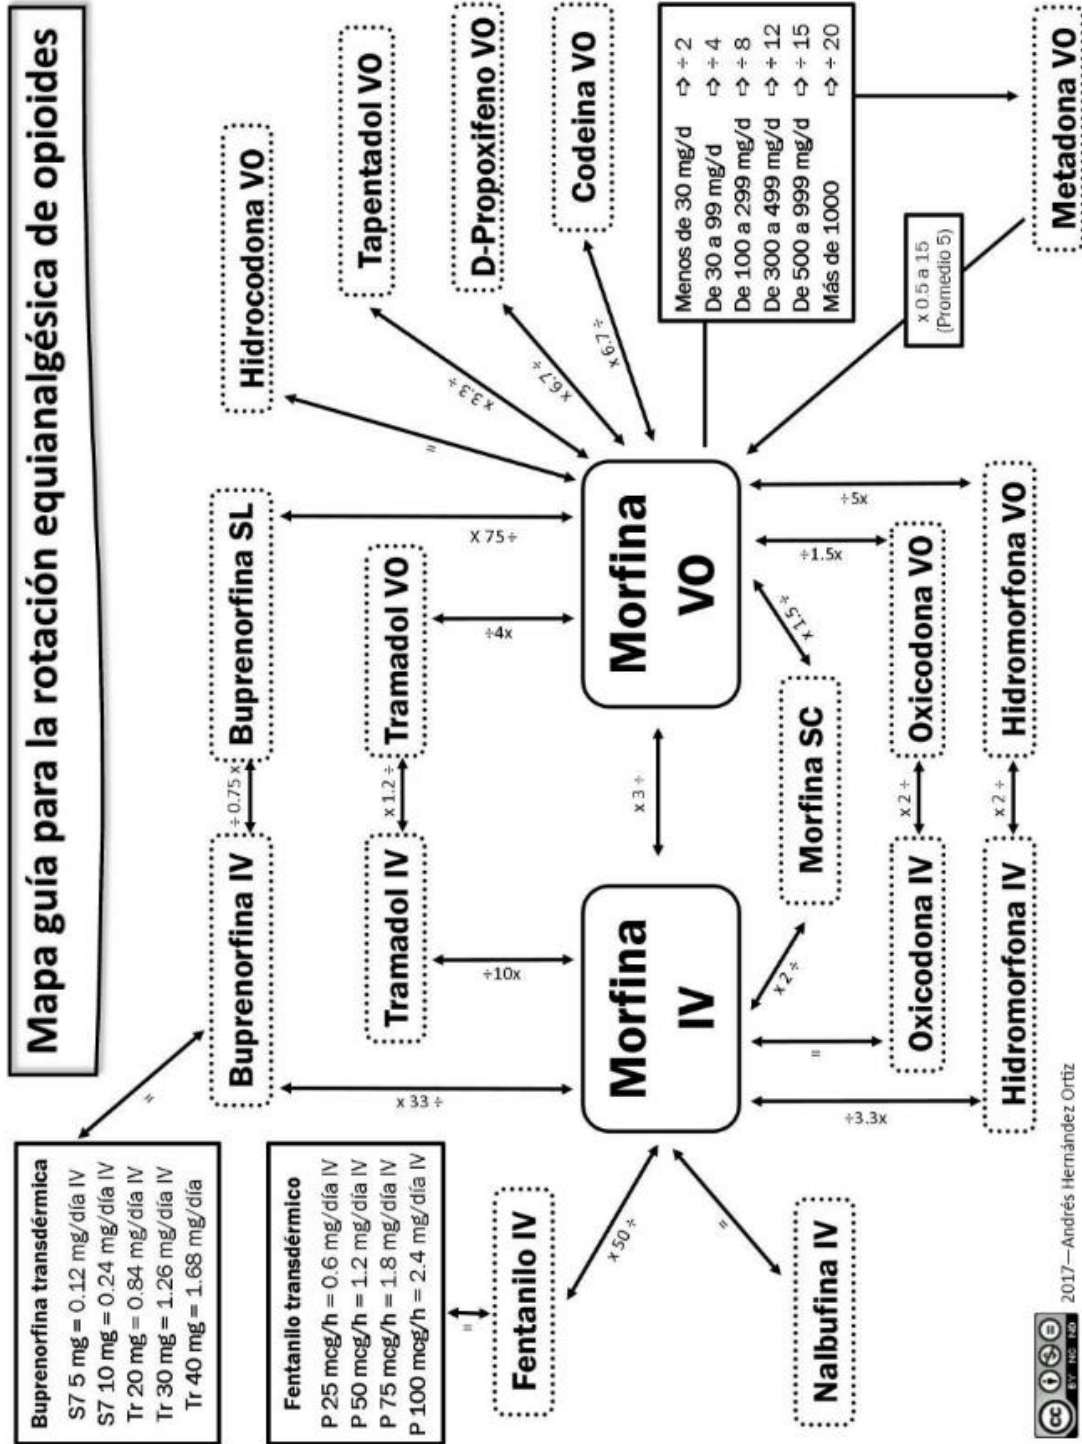 Mapa guía para la rotación equianalgésica de opioides
Buprenorfina transdérmica
S7 5 mg = 0.12 mg/día IV
S7 10 mg = 0.24 mg/día IV
Tr 20 mg = 0.84 mg/día IV
Tr 30 mg = 1.26 mg/día IV
Tr 40 mg = 1.68 mg/día
=
Buprenorfina IV
÷ 0.75 x
Buprenorfina SL
Hidrocodona VO
Fentanilo transdérmico
P 25 mcg/h = 0.6 mg/día IV
P 50 mcg/h = 1.2 mg/día IV
P 75 mcg/h = 1.8 mg/día IV
P 100 mcg/h = 2.4 mg/día IV
x 33 ÷
Tramadol IV
x 1.2 ÷
Tramadol VO
X 75 ÷
=
Tapentadol VO
=
÷10x
÷4x
x 3.3 ÷
D-Propoxifeno VO
Fentanilo IV
x 6.7 ÷
Codeina VO
x 50 ÷
x 6.7 ÷
Morfina
IV
x 3 ÷
Morfina
VO
Menos de 30 mg/d ⇨ ÷ 2
De 30 a 99 mg/d ⇨ ÷ 4
De 100 a 299 mg/d ⇨ ÷ 8
De 300 a 499 mg/d ⇨ ÷ 12
De 500 a 999 mg/d ⇨ ÷ 15
Más de 1000 ⇨ ÷ 20
=
Nalbufina IV
x 2 ÷
Morfina SC
x 1.5 ÷
=
÷1.5x
÷3.3x
÷5x
Oxicodona IV
x 2 ÷
Oxicodona VO
x 0.5 a 15
(Promedio 5)
Hidromorfona IV
x 2 ÷
Hidromorfona VO
Metadona VO
cc BY NC ND
2017—Andrés Hernández Ortiz